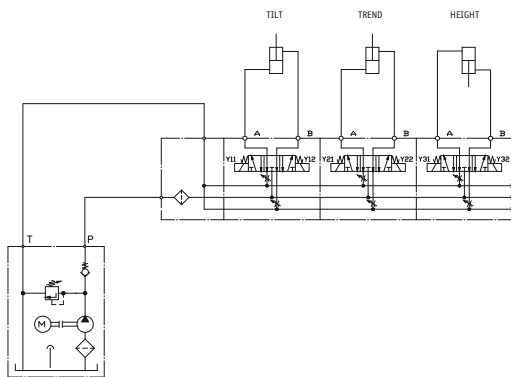 TILT TREND HEIGHT
A B A B A B
Y11 Y12 Y21 Y22 Y31 Y32
T P
M